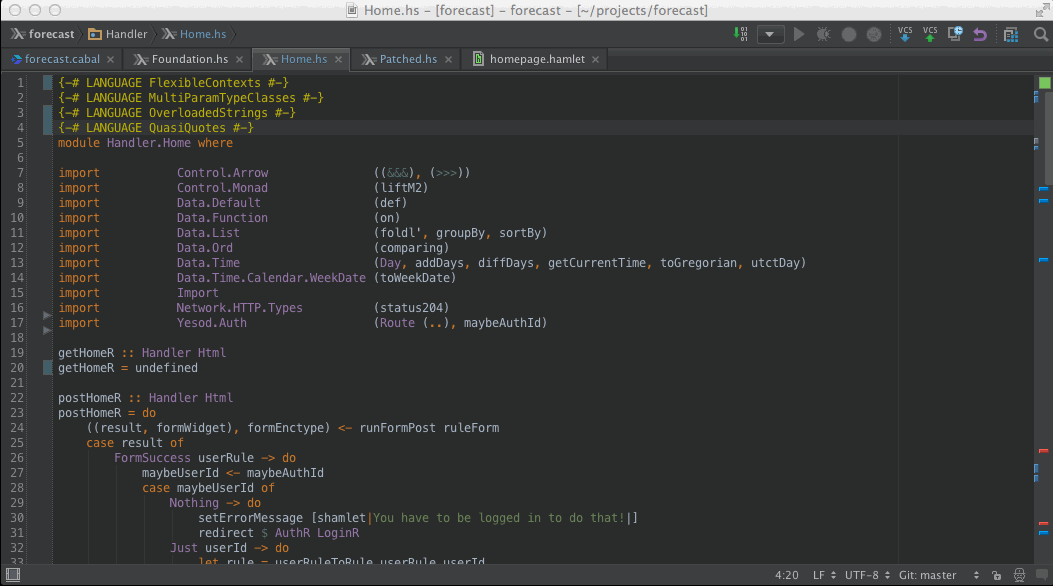 Home.hs – [forecast] – forecast – [~/projects/forecast]
forecast Handler Home.hs
forecast.cabal Foundation.hs Home.hs Patched.hs homepage.hamlet
1 {-# LANGUAGE FlexibleContexts #-}
2 {-# LANGUAGE MultiParamTypeClasses #-}
3 {-# LANGUAGE OverloadedStrings #-}
4 {-# LANGUAGE QuasiQuotes #-}
5 module Handler.Home where
6
7 import Control.Arrow ((&&&), (>>>))
8 import Control.Monad (liftM2)
9 import Data.Default (def)
10 import Data.Function (on)
11 import Data.List (foldl', groupBy, sortBy)
12 import Data.Ord (comparing)
13 import Data.Time (Day, addDays, diffDays, getCurrentTime, toGregorian, utctDay)
14 import Data.Time.Calendar.WeekDate (toWeekDate)
15 import Import
16 import Network.HTTP.Types (status204)
17 import Yesod.Auth (Route (..), maybeAuthId)
18
19 getHomeR :: Handler Html
20 getHomeR = undefined
21
22 postHomeR :: Handler Html
23 postHomeR = do
24 ((result, formWidget), formEnctype) <- runFormPost ruleForm
25 case result of
26 FormSuccess userRule -> do
27 maybeUserId <- maybeAuthId
28 case maybeUserId of
29 Nothing -> do
30 setErrorMessage [shamlet|You have to be logged in to do that!|]
31 redirect $ AuthR LoginR
32 Just userId -> do
33 let rule = userRuleToRule userRule userId
4:20 LF UTF-8 Git: master
VCS VCS